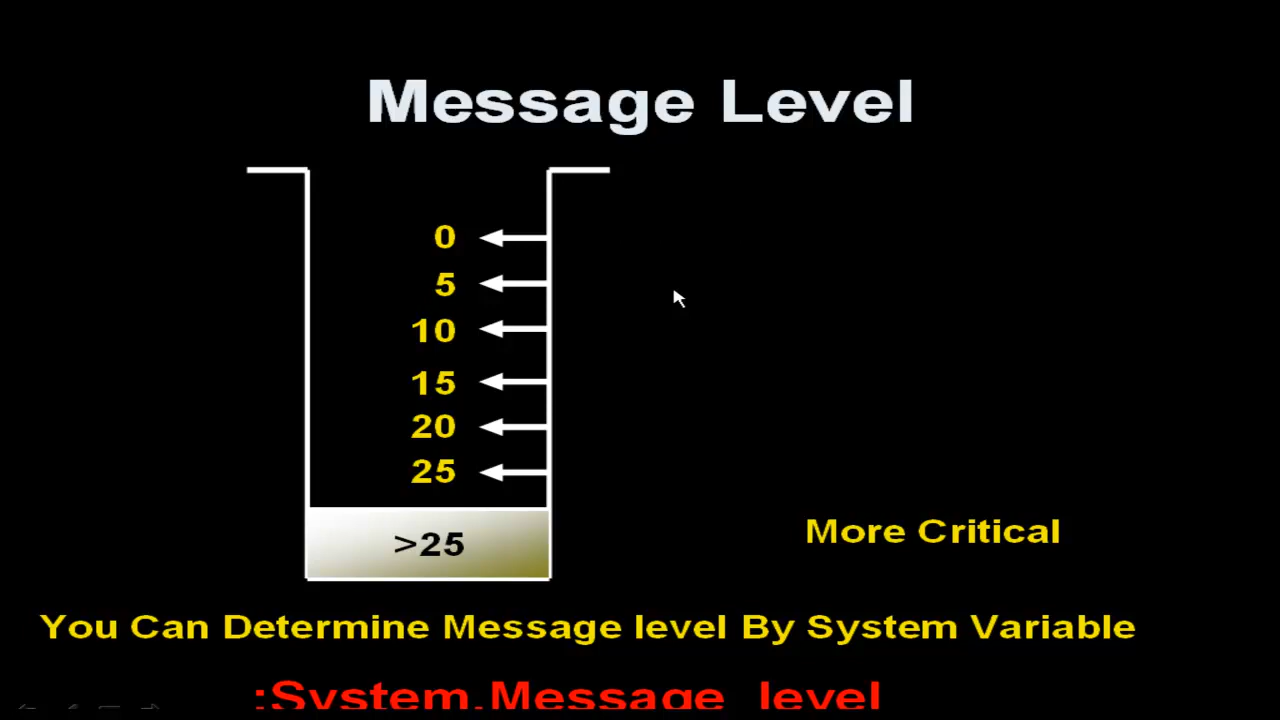 Message Level
0
5
10
15
20
25
>25
More Critical
You Can Determine Message level By System Variable
:System.Message_level